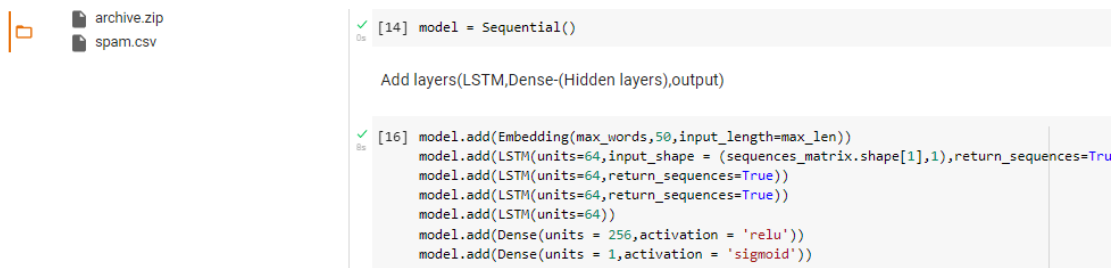 archive.zip
spam.csv
[14] model = Sequential()
0s
Add layers(LSTM,Dense-(Hidden layers),output)
[16] model.add(Embedding(max_words,50,input_length=max_len))
8s
model.add(LSTM(units=64,input_shape = (sequences_matrix.shape[1],1),return_sequences=Tru
model.add(LSTM(units=64,return_sequences=True))
model.add(LSTM(units=64,return_sequences=True))
model.add(LSTM(units=64))
model.add(Dense(units = 256,activation = 'relu'))
model.add(Dense(units = 1,activation = 'sigmoid'))